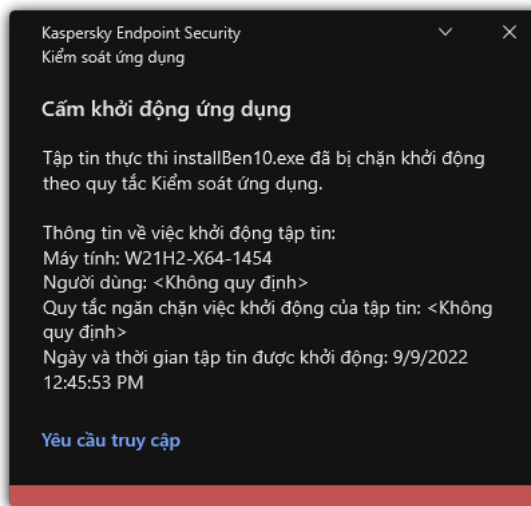 Kaspersky Endpoint Security
Kiểm soát ứng dụng
Cấm khởi động ứng dụng
Tập tin thực thi installBen10.exe đã bị chặn khởi động
theo quy tắc Kiểm soát ứng dụng.
Thông tin về việc khởi động tập tin:
Máy tính: W21H2-X64-1454
Người dùng: <Không quy định>
Quy tắc ngăn chặn việc khởi động của tập tin: <Không
quy định>
Ngày và thời gian tập tin được khởi động: 9/9/2022
12:45:53 PM
Yêu cầu truy cập